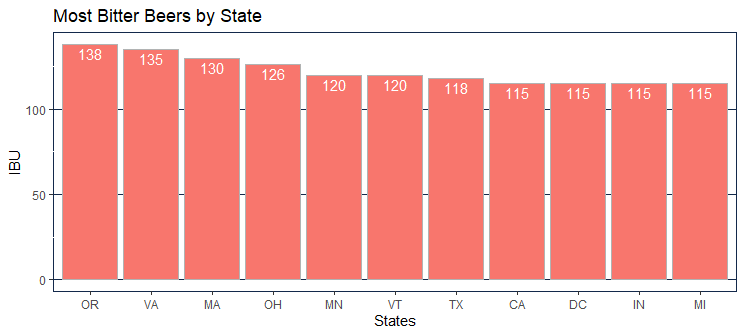 Most Bitter Beers by State
138 135 130 126 120 120 118 115 115 115 115
100
50
0
IBU
OR VA MA OH MN VT TX CA DC IN MI
States